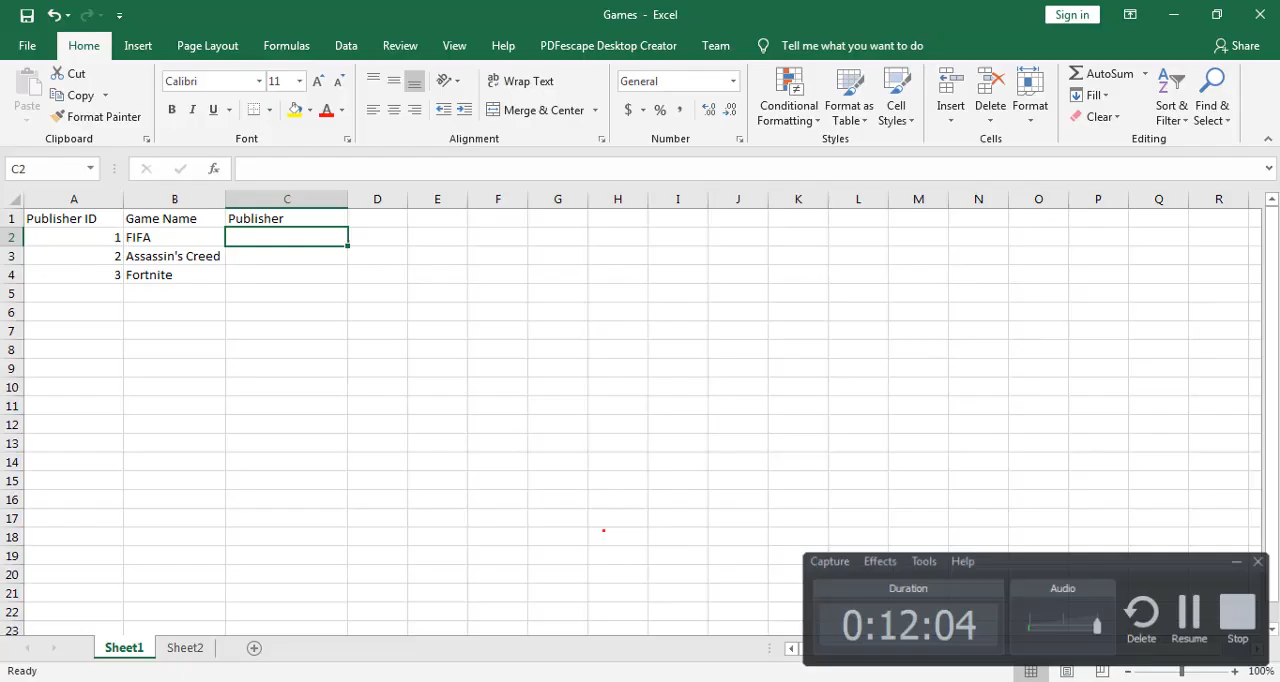 Games - Excel
Sign in
File Home Insert Page Layout Formulas Data Review View Help PDFescape Desktop Creator Team Tell me what you want to do Share
Paste
Cut
Copy
Format Painter
Clipboard
Calibri 11
B I U
Font
Wrap Text
Merge & Center
Alignment
General
$ % ,
Number
Conditional Formatting
Format as Table
Cell Styles
Styles
Insert Delete Format
Cells
AutoSum
Fill
Clear
Sort & Filter
Find & Select
Editing
C2 fx
A B C D E F G H I J K L M N O P Q R
1 Publisher ID Game Name Publisher
2 1 FIFA
3 2 Assassin's Creed
4 3 Fortnite
5
6
7
8
9
10
11
12
13
14
15
16
17
18
19
20
21
22
23
Capture Effects Tools Help
Duration Audio
0:12:04
Delete Resume Stop
Sheet1 Sheet2
Ready 100%